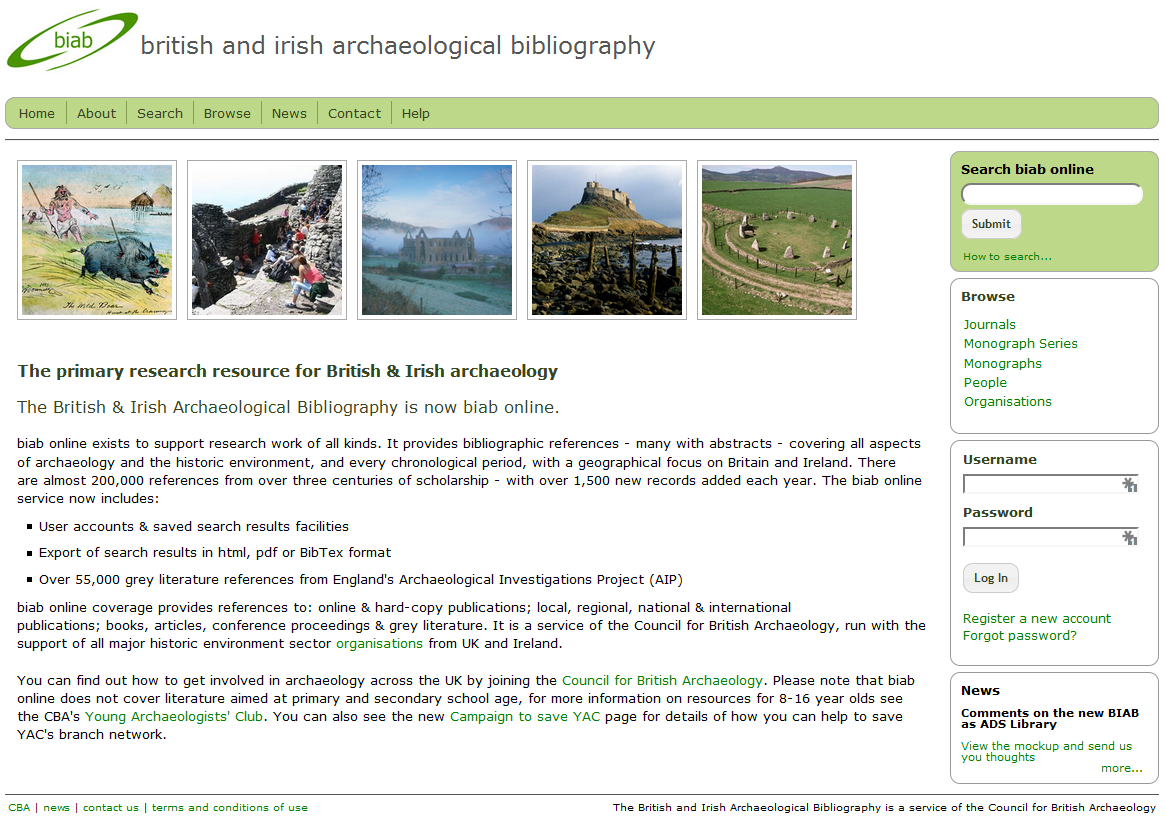 biab
british and irish archaeological bibliography
Home
About
Search
Browse
News
Contact
Help
The Wild Boar
The primary research resource for British & Irish archaeology
The British & Irish Archaeological Bibliography is now biab online.
biab online exists to support research work of all kinds. It provides bibliographic references - many with abstracts - covering all aspects
of archaeology and the historic environment, and every chronological period, with a geographical focus on Britain and Ireland. There
are almost 200,000 references from over three centuries of scholarship - with over 1,500 new records added each year. The biab online
service now includes:
User accounts & saved search results facilities
Export of search results in html, pdf or BibTex format
Over 55,000 grey literature references from England's Archaeological Investigations Project (AIP)
biab online coverage provides references to: online & hard-copy publications; local, regional, national & international
publications; books, articles, conference proceedings & grey literature. It is a service of the Council for British Archaeology, run with the
support of all major historic environment sector organisations from UK and Ireland.
You can find out how to get involved in archaeology across the UK by joining the Council for British Archaeology. Please note that biab
online does not cover literature aimed at primary and secondary school age, for more information on resources for 8-16 year olds see
the CBA's Young Archaeologists' Club. You can also see the new Campaign to save YAC page for details of how you can help to save
YAC's branch network.
Search biab online
Submit
How to search...
Browse
Journals
Monograph Series
Monographs
People
Organisations
Username
Password
Log In
Register a new account
Forgot password?
News
Comments on the new BIAB
as ADS Library
View the mockup and send us
you thoughts
more...
CBA | news | contact us | terms and conditions of use
The British and Irish Archaeological Bibliography is a service of the Council for British Archaeology